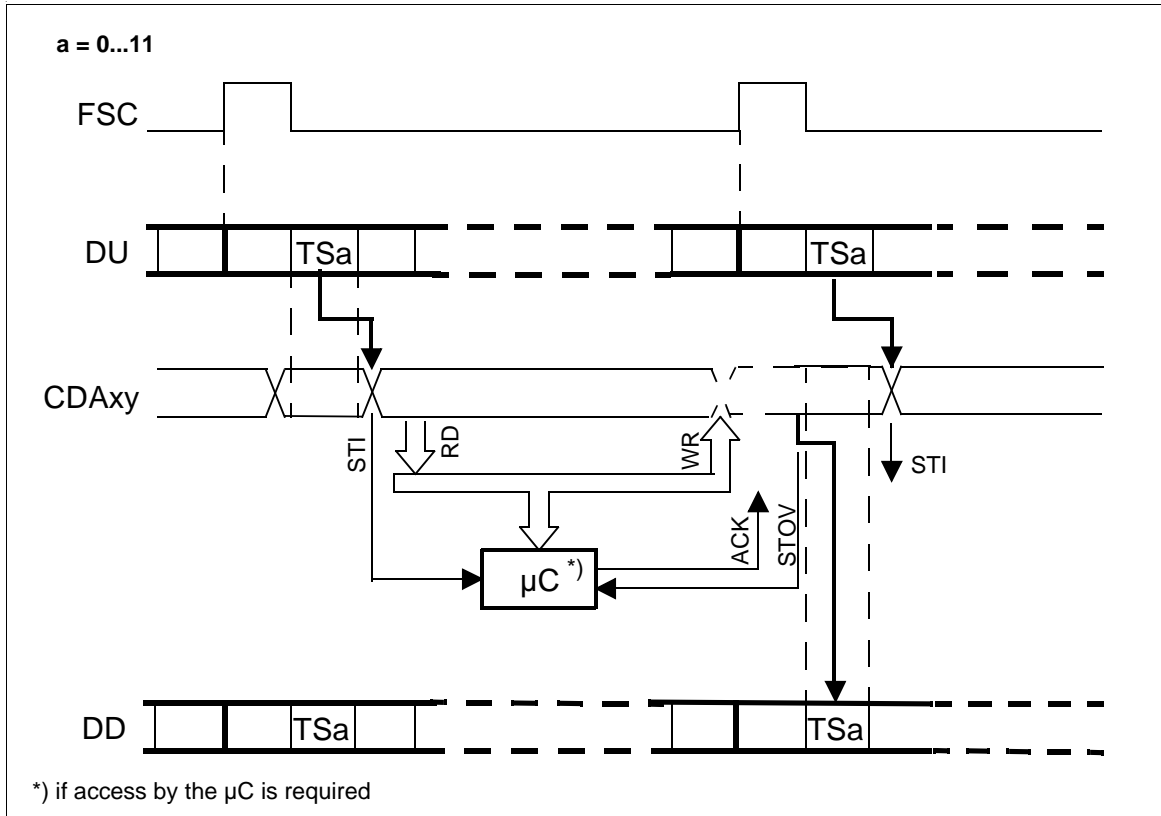 a = 0...11
FSC
DU
TSa
TSa
CDAxy
STI
RD
WR
ACK
STOV
STI
µC *)
DD
TSa
TSa
*) if access by the µC is required